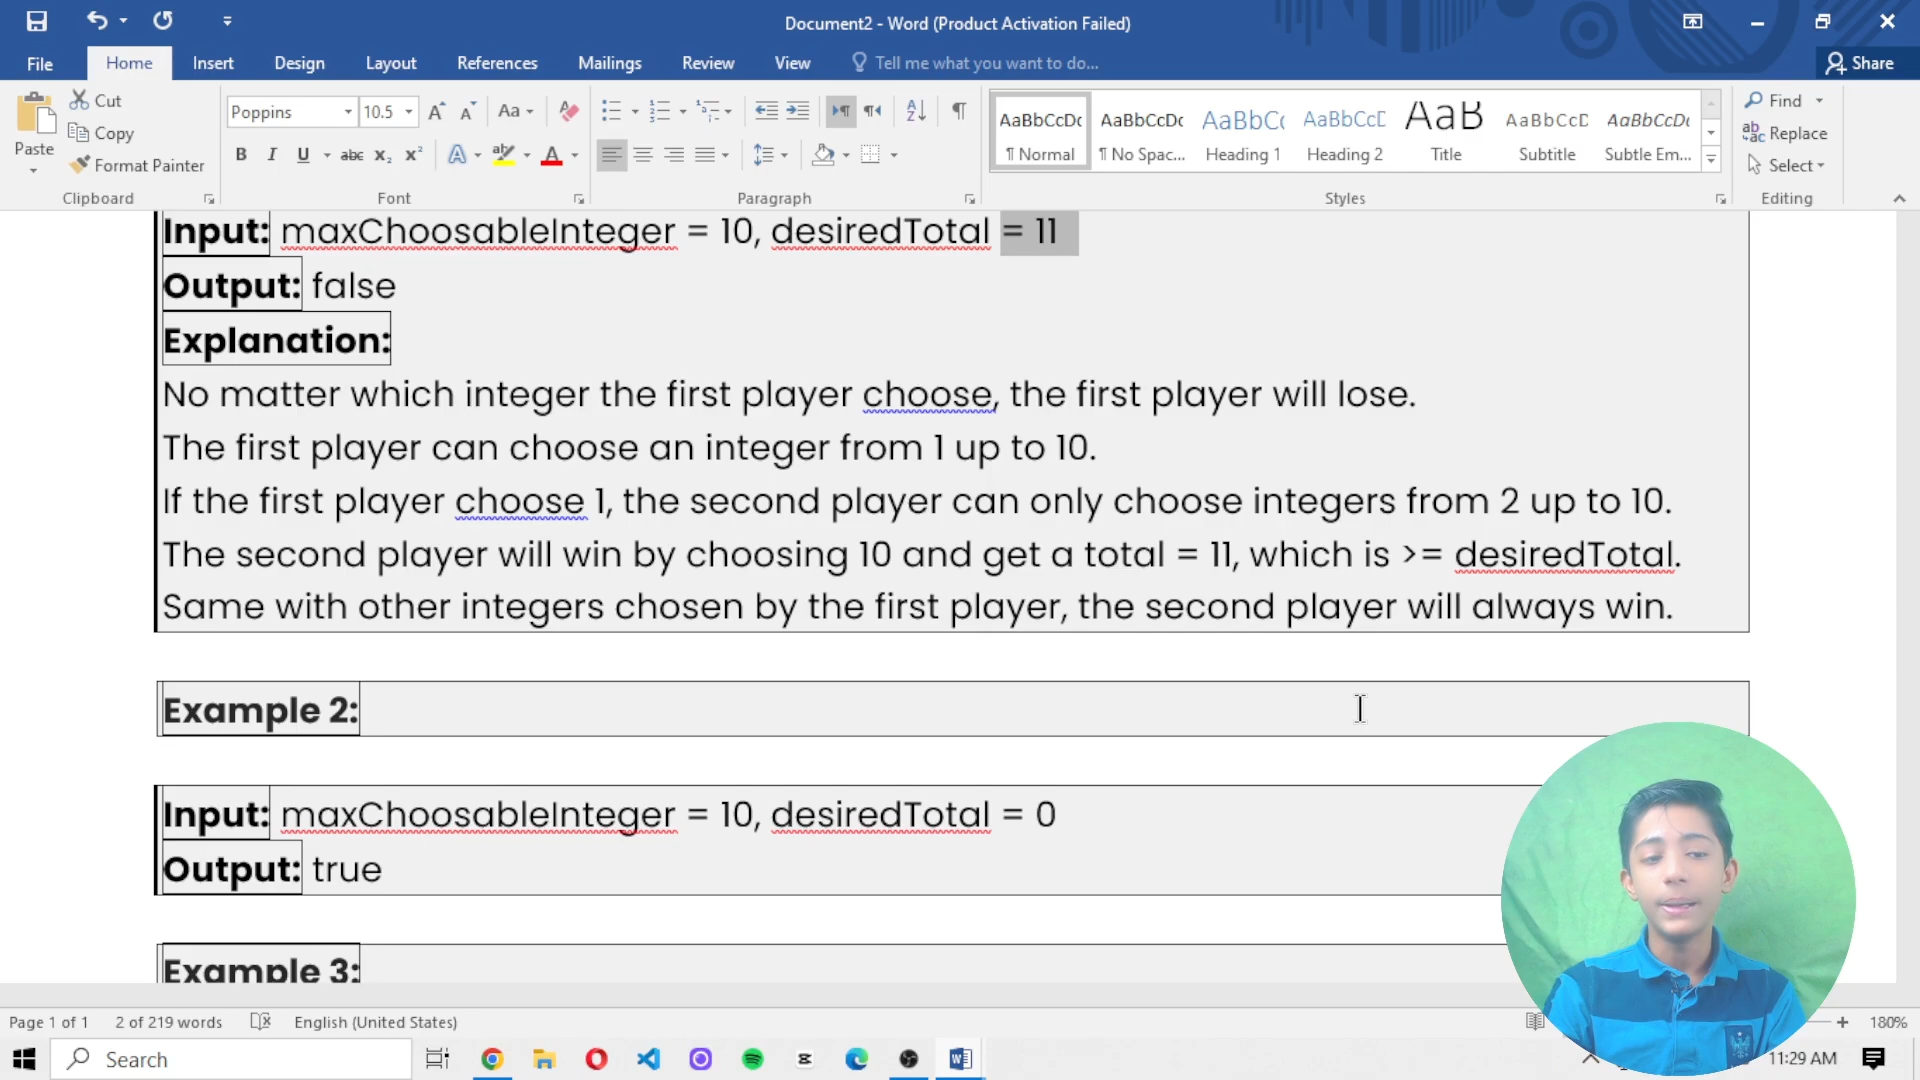 Document2 - Word (Product Activation Failed)
File Home Insert Design Layout References Mailings Review View Tell me what you want to do... Share
Paste
Cut
Copy
Format Painter
Poppins 10.5
AaBbCcDc AaBbCcDc AaBbCc AaBbCcD AaB AaBbCcD AaBbCcDc
¶ Normal ¶ No Spac... Heading 1 Heading 2 Title Subtitle Subtle Em...
Find
Replace
Select
Clipboard Font Paragraph Styles Editing
Input: maxChoosableInteger = 10, desiredTotal = 11
Output: false
Explanation:
No matter which integer the first player choose, the first player will lose.
The first player can choose an integer from 1 up to 10.
If the first player choose 1, the second player can only choose integers from 2 up to 10.
The second player will win by choosing 10 and get a total = 11, which is >= desiredTotal.
Same with other integers chosen by the first player, the second player will always win.
Example 2:
Input: maxChoosableInteger = 10, desiredTotal = 0
Output: true
Example 3:
Page 1 of 1 2 of 219 words English (United States) 180%
Search 11:29 AM